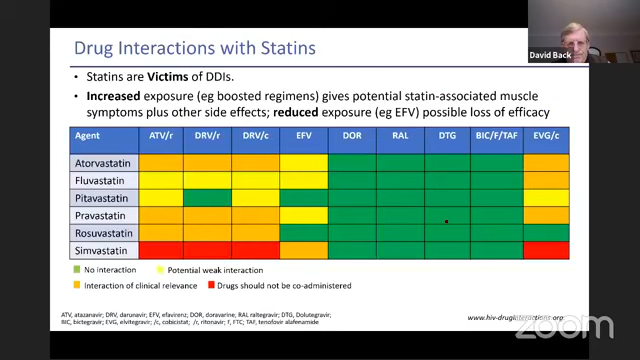 David Back
Drug Interactions with Statins
• Statins are Victims of DDIs.
• Increased exposure (eg boosted regimens) gives potential statin-associated muscle
symptoms plus other side effects; reduced exposure (eg EFV) possible loss of efficacy
Agent ATV/r DRV/r DRV/c EFV DOR RAL DTG BIC/F/TAF EVG/c
Atorvastatin
Fluvastatin
Pitavastatin
Pravastatin
Rosuvastatin
Simvastatin
No interaction Potential weak interaction
Interaction of clinical relevance Drugs should not be co-administered
ATV, atazanavir; DRV, darunavir; EFV, efavirenz; DOR, doravarine; RAL raltegravir; DTG, Dolutegravir;
BIC, bictegravir; EVG, elvitegravir; /c, cobicistat; /r, ritonavir; F, FTC; TAF, tenofovir alafenamide
www.hiv-druginteractions.org
zoom